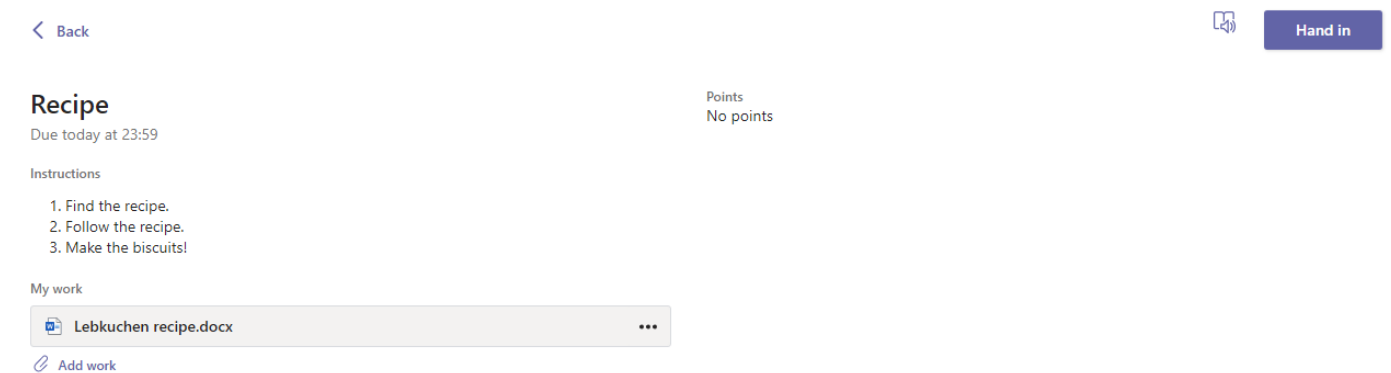 Back
Hand in
Recipe
Due today at 23:59
Points
No points
Instructions
1. Find the recipe.
2. Follow the recipe.
3. Make the biscuits!
My work
Lebkuchen recipe.docx
Add work